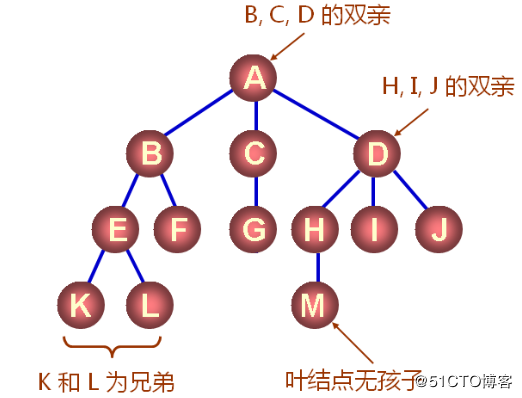 B, C, D 的双亲
A
H, I, J 的双亲
B C D
E F G H I J
K L M
K 和 L 为兄弟
叶结点无孩子
@51CTO博客